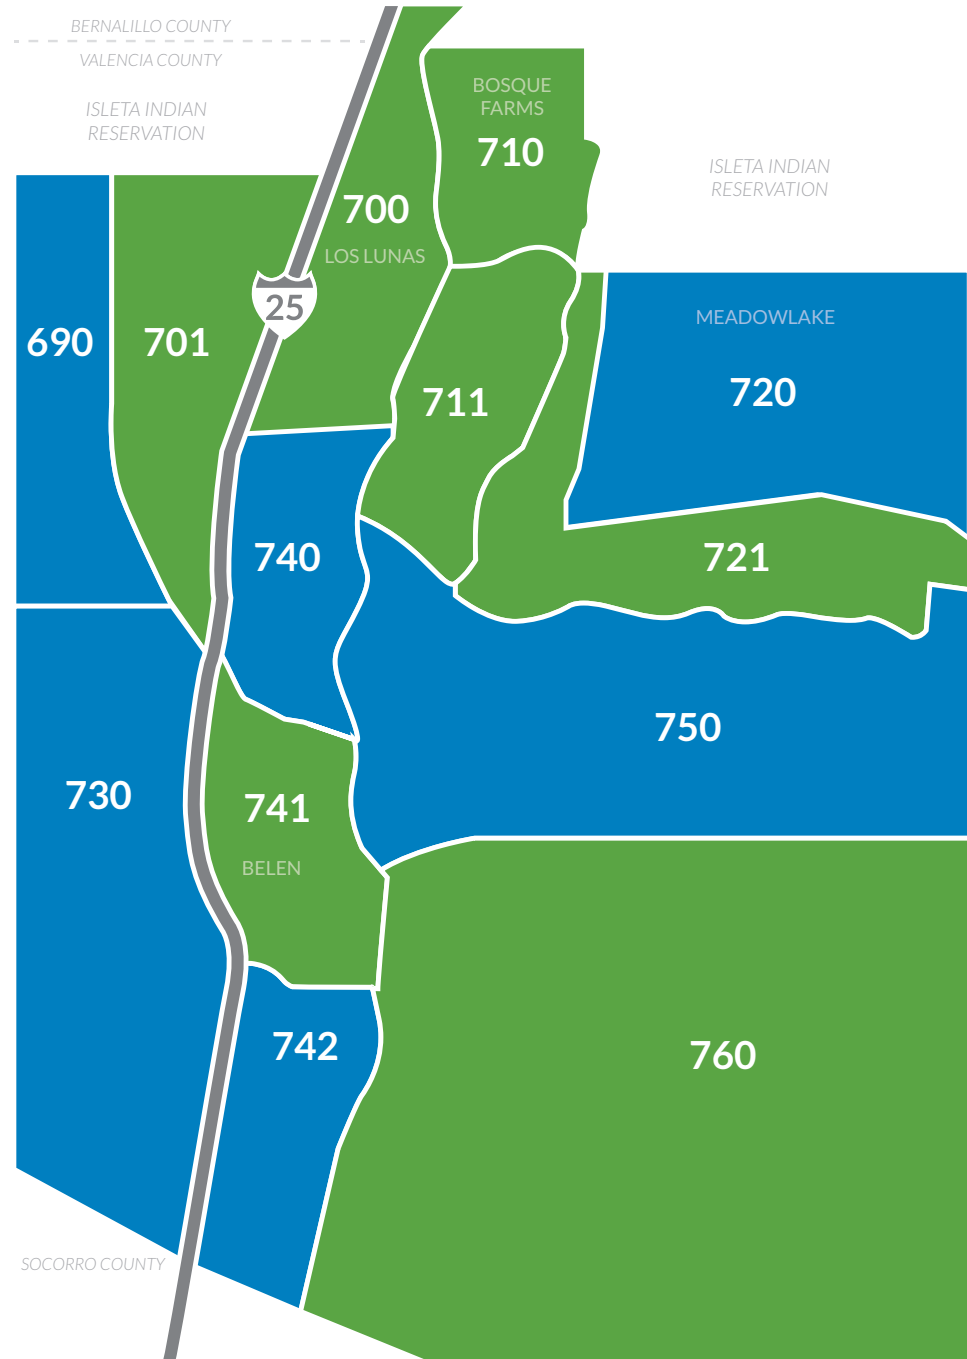 BERNALILLO COUNTY
VALENCIA COUNTY
ISLETA INDIAN
RESERVATION
BOSQUE
FARMS
710
ISLETA INDIAN
RESERVATION
700
LOS LUNAS
25
MEADOWLAKE
690
701
720
711
740
721
750
730
741
BELEN
742
760
SOCORRO COUNTY